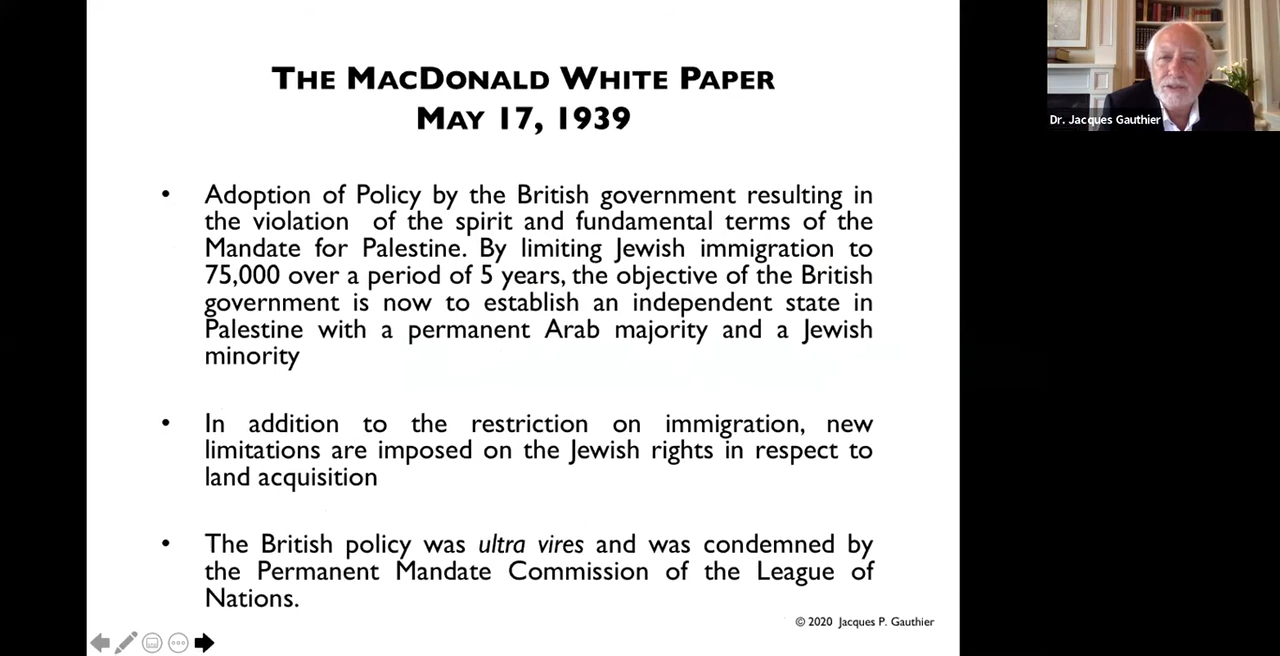 THE MACDONALD WHITE PAPER
MAY 17, 1939
• Adoption of Policy by the British government resulting in
the violation of the spirit and fundamental terms of the
Mandate for Palestine. By limiting Jewish immigration to
75,000 over a period of 5 years, the objective of the British
government is now to establish an independent state in
Palestine with a permanent Arab majority and a Jewish
minority
• In addition to the restriction on immigration, new
limitations are imposed on the Jewish rights in respect to
land acquisition
• The British policy was ultra vires and was condemned by
the Permanent Mandate Commission of the League of
Nations.
© 2020 Jacques P. Gauthier
Dr. Jacques Gauthier